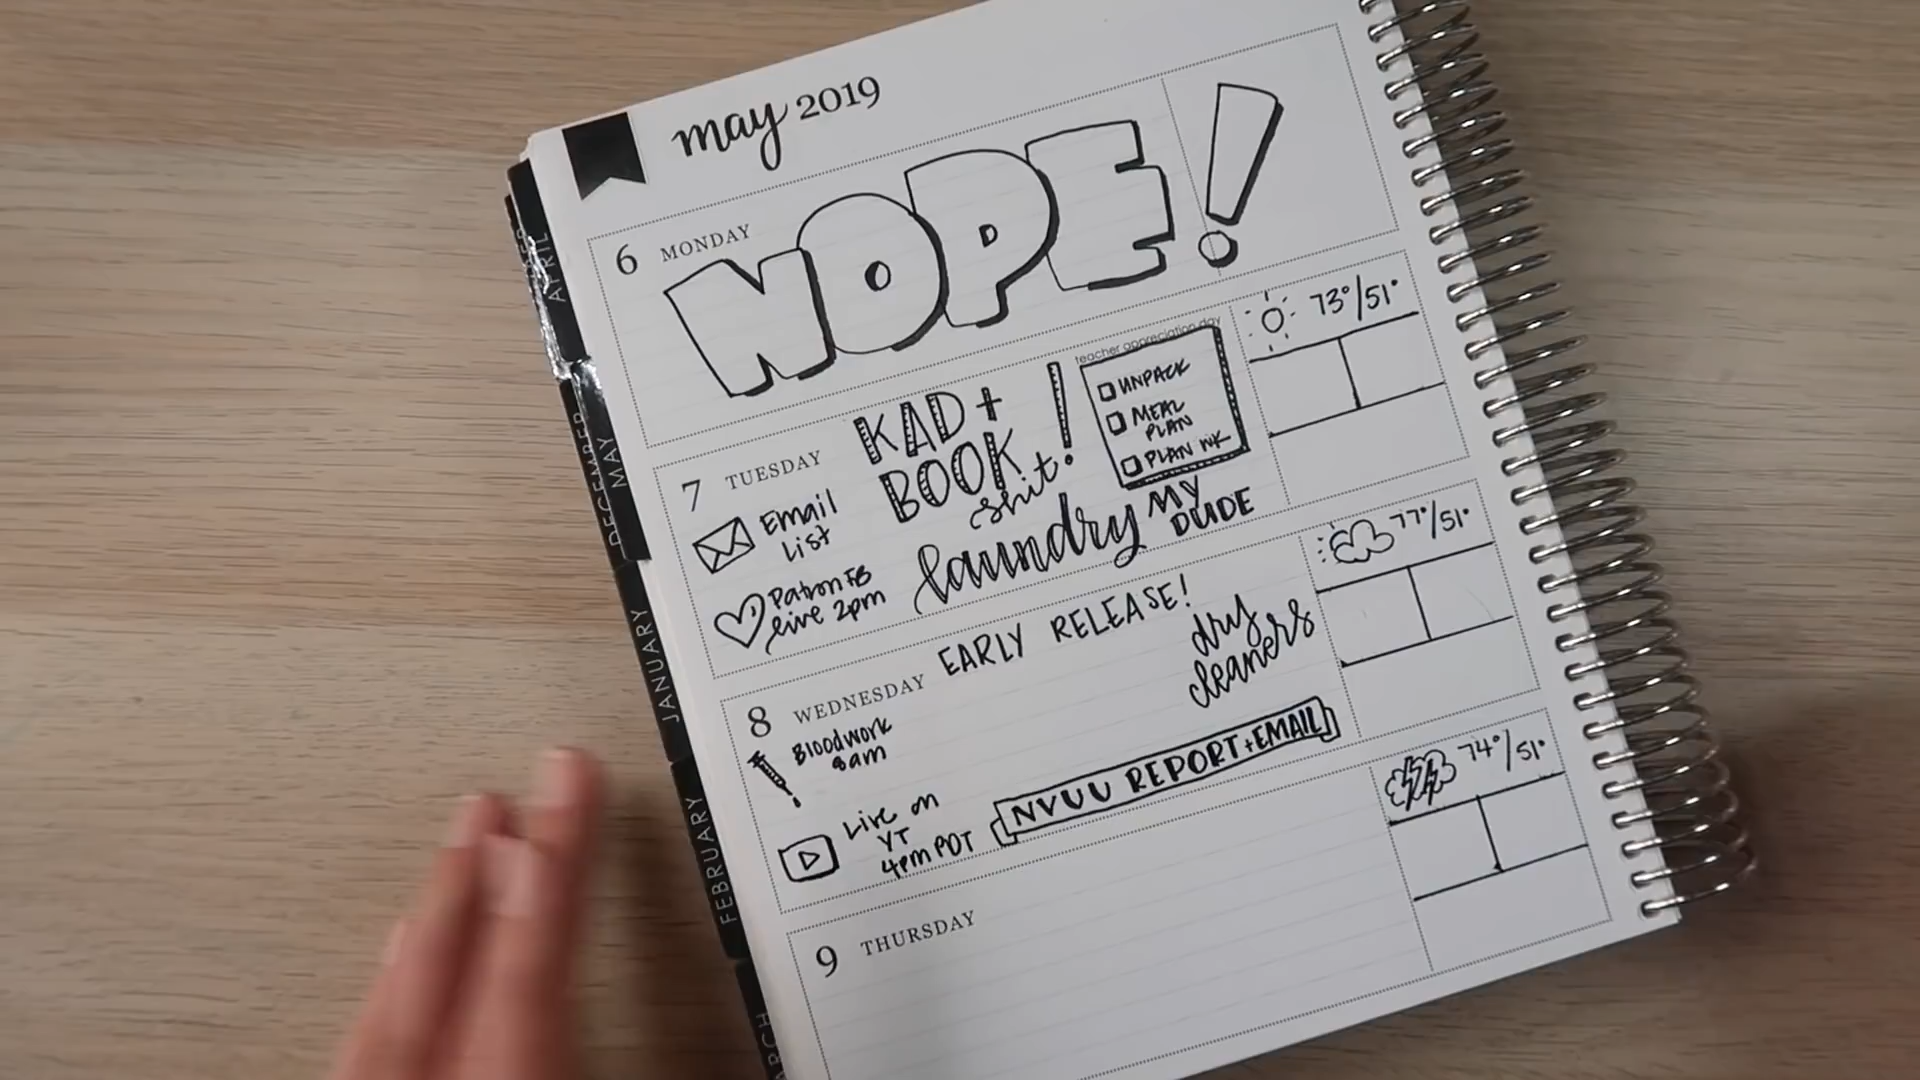 may 2019
6 MONDAY
NOPE!
7 TUESDAY
Email
List
Patron FB
live 2pm
KAD +
BOOK
shit!
teacher appreciation day
UNPACK
MEAL
PLAN
PLAN WK
laundry MY
DUDE
73°/51°
8 WEDNESDAY
EARLY RELEASE!
dry
cleaners
Bloodwork
8am
Live on
YT
4pm PDT
NVUU REPORT + EMAIL
77°/51°
9 THURSDAY
74°/51°
APRIL
DECEMBER
MAY
JANUARY
FEBRUARY